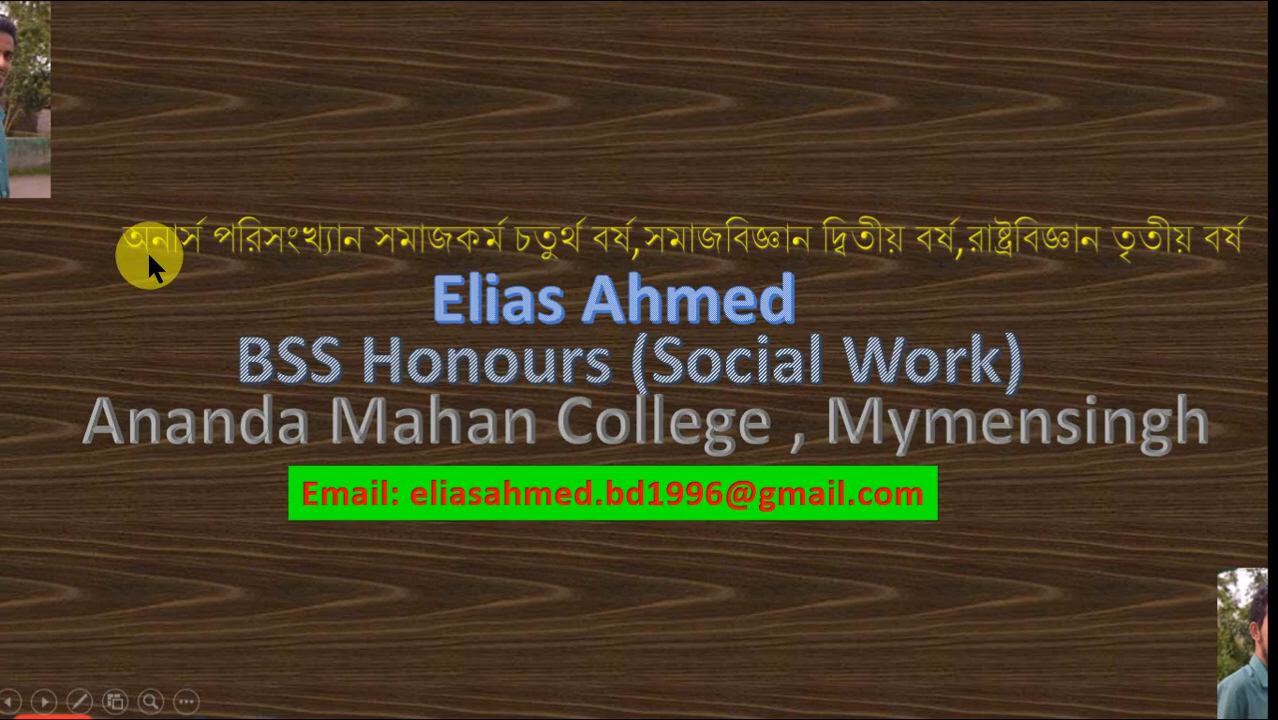 অনার্স পরিসংখ্যান সমাজকর্ম চতুর্থ বর্ষ,সমাজবিজ্ঞান দ্বিতীয় বর্ষ,রাষ্ট্রবিজ্ঞান তৃতীয় বর্ষ
Elias Ahmed
BSS Honours (Social Work)
Ananda Mahan College , Mymensingh
Email: eliasahmed.bd1996@gmail.com